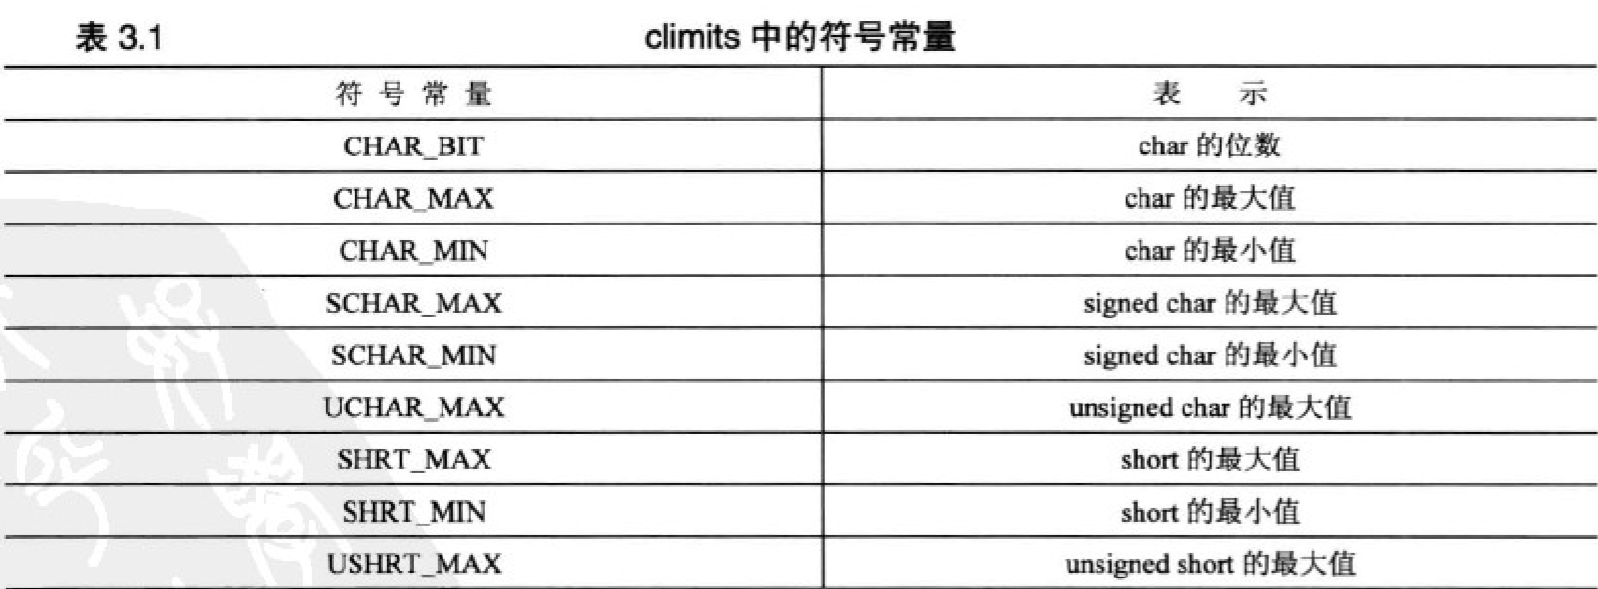 表 3.1 climits 中的符号常量
符 号 常 量 表 示
CHAR_BIT char 的位数
CHAR_MAX char 的最大值
CHAR_MIN char 的最小值
SCHAR_MAX signed char 的最大值
SCHAR_MIN signed char 的最小值
UCHAR_MAX unsigned char 的最大值
SHRT_MAX short 的最大值
SHRT_MIN short 的最小值
USHRT_MAX unsigned short 的最大值